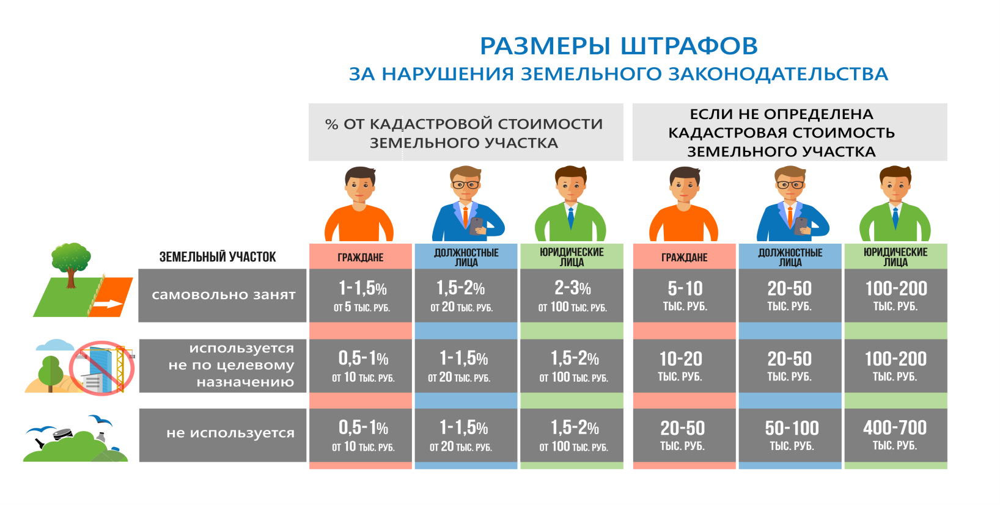 РАЗМЕРЫ ШТРАФОВ
ЗА НАРУШЕНИЯ ЗЕМЕЛЬНОГО ЗАКОНОДАТЕЛЬСТВА
% ОТ КАДАСТРОВОЙ СТОИМОСТИ
ЗЕМЕЛЬНОГО УЧАСТКА
ЕСЛИ НЕ ОПРЕДЕЛЕНА
КАДАСТРОВАЯ СТОИМОСТЬ
ЗЕМЕЛЬНОГО УЧАСТКА
ЗЕМЕЛЬНЫЙ УЧАСТОК
ГРАЖДАНЕ
ДОЛЖНОСТНЫЕ
ЛИЦА
ЮРИДИЧЕСКИЕ
ЛИЦА
ГРАЖДАНЕ
ДОЛЖНОСТНЫЕ
ЛИЦА
ЮРИДИЧЕСКИЕ
ЛИЦА
самовольно занят
1-1,5%
ОТ 5 ТЫС. РУБ.
1,5-2%
ОТ 20 ТЫС. РУБ.
2-3%
ОТ 100 ТЫС. РУБ.
5-10
ТЫС. РУБ.
20-50
ТЫС. РУБ.
100-200
ТЫС. РУБ.
используется
не по целевому
назначению
0,5-1%
ОТ 10 ТЫС. РУБ.
1-1,5%
ОТ 20 ТЫС. РУБ.
1,5-2%
ОТ 100 ТЫС. РУБ.
10-20
ТЫС. РУБ.
20-50
ТЫС. РУБ.
100-200
ТЫС. РУБ.
не используется
0,5-1%
ОТ 10 ТЫС. РУБ.
1-1,5%
ОТ 20 ТЫС. РУБ.
1,5-2%
ОТ 100 ТЫС. РУБ.
20-50
ТЫС. РУБ.
50-100
ТЫС. РУБ.
400-700
ТЫС. РУБ.